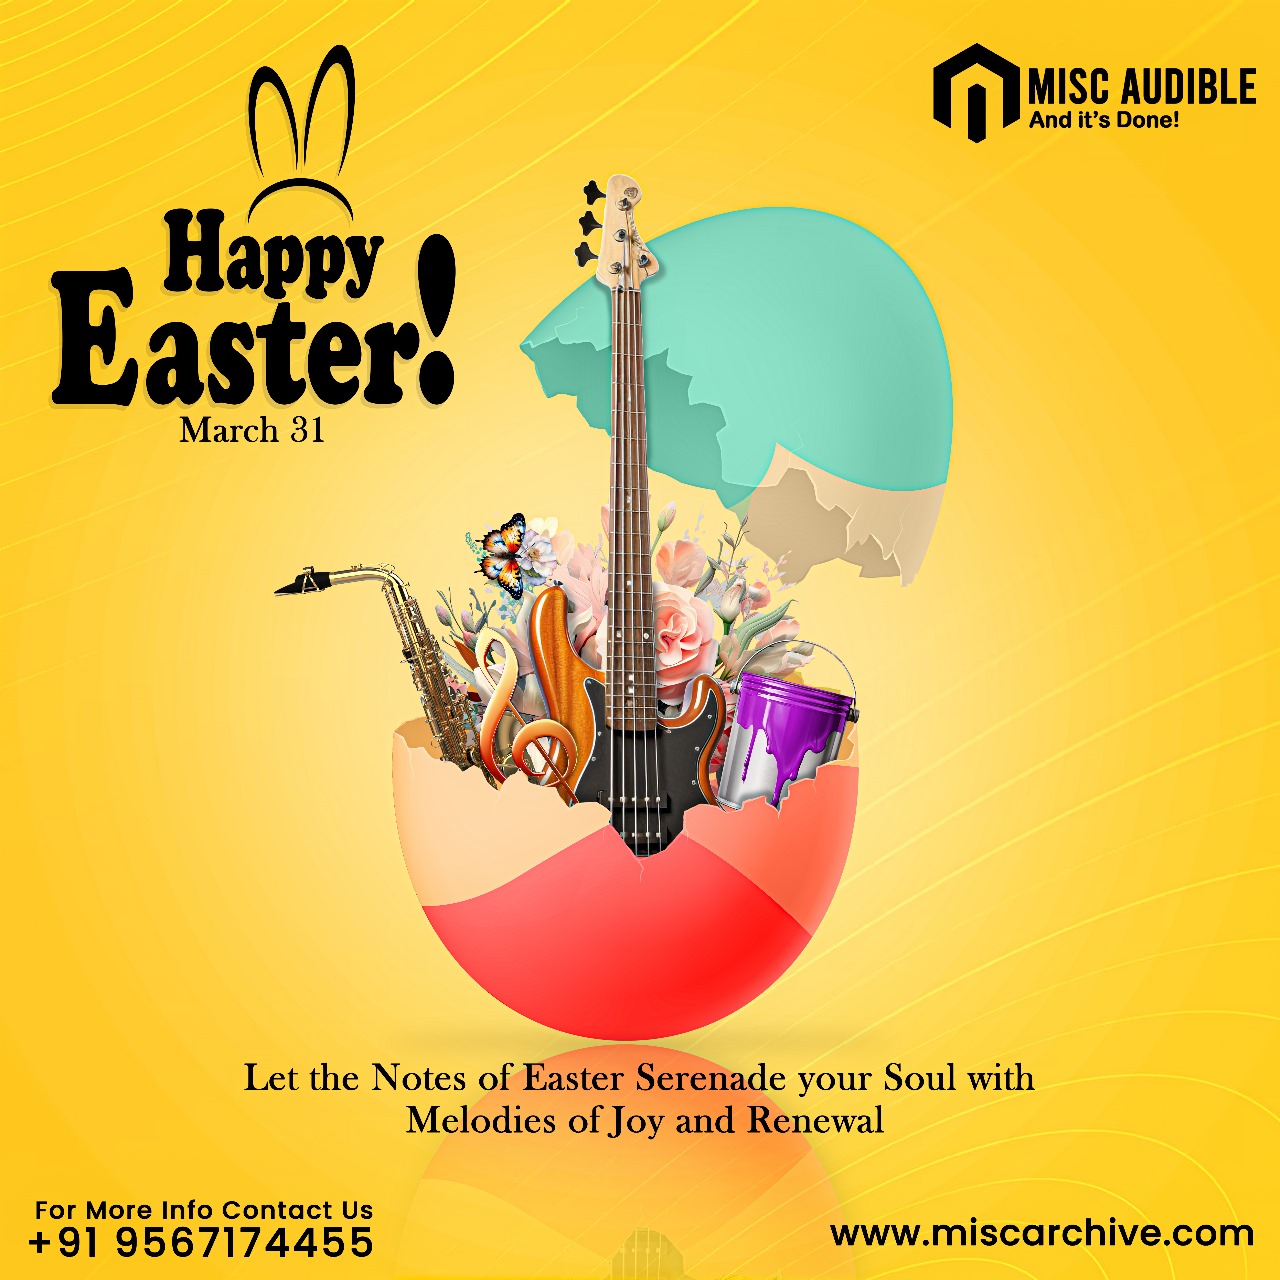 MISC AUDIBLE
And it's Done!
Happy
Easter!
March 31
Let the Notes of Easter Serenade your Soul with
Melodies of Joy and Renewal
For More Info Contact Us
+91 9567174455
www.miscarchive.com